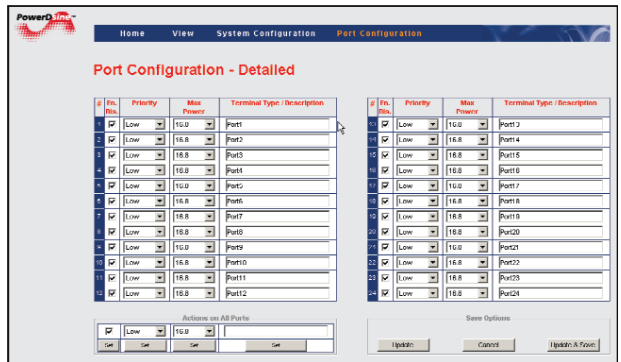 PowerDsine
Home View System Configuration Port Configuration
Port Configuration - Detailed
# En. Dis. Priority Max Power Terminal Type / Description
1 Low 16.8 Port1
2 Low 16.8 Port2
3 Low 16.8 Port3
4 Low 16.8 Port4
5 Low 16.8 Port5
6 Low 16.8 Port6
7 Low 16.8 Port7
8 Low 16.8 Port8
9 Low 16.8 Port9
10 Low 16.8 Port10
11 Low 16.8 Port11
12 Low 16.8 Port12
# En. Dis. Priority Max Power Terminal Type / Description
13 Low 16.8 Port13
14 Low 16.8 Port14
15 Low 16.8 Port15
16 Low 16.8 Port16
17 Low 16.8 Port17
18 Low 16.8 Port18
19 Low 16.8 Port19
20 Low 16.8 Port20
21 Low 16.8 Port21
22 Low 16.8 Port22
23 Low 16.8 Port23
24 Low 16.8 Port24
Actions on All Ports
Low 16.8
Set Set Set Set
Save Options
Update Cancel Update & Save